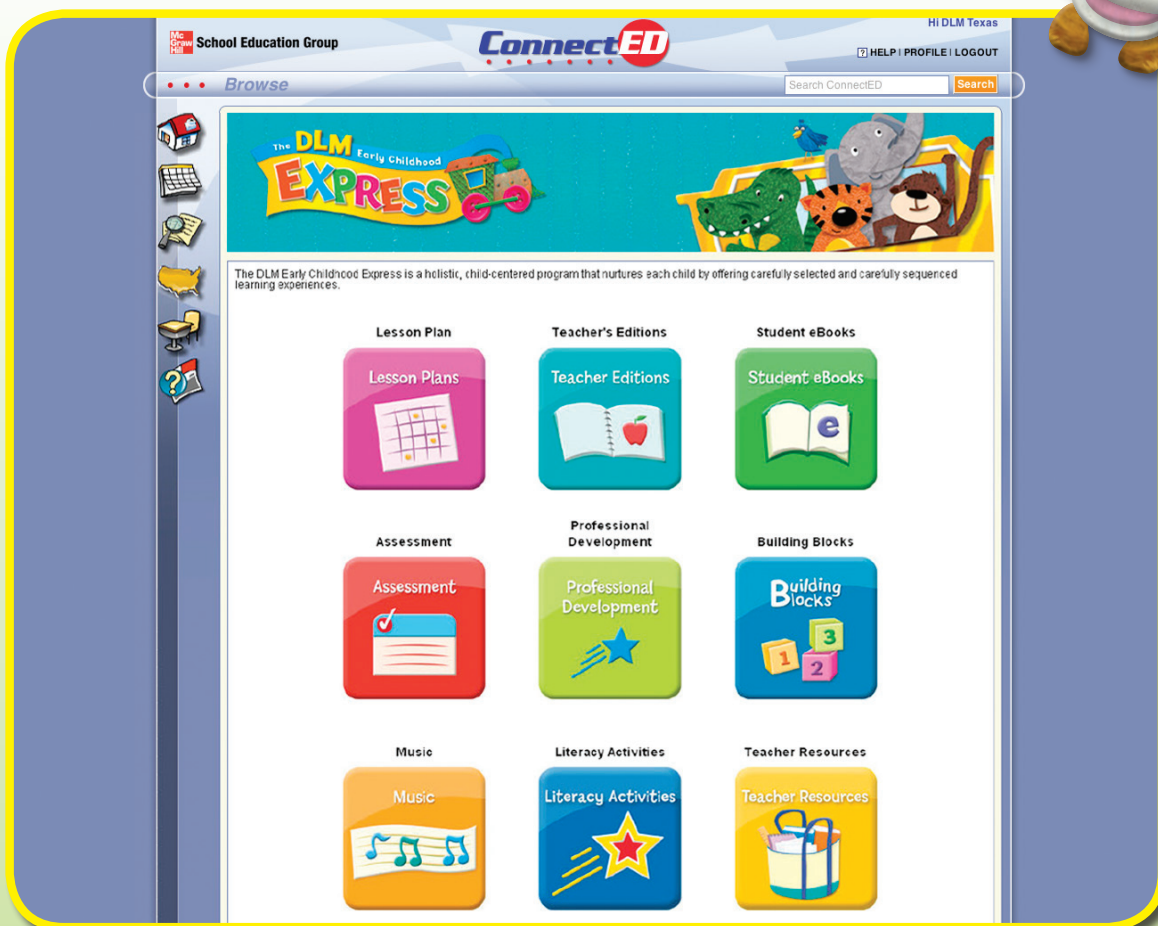 Hi DLM Texas
Mc
Graw
Hill
School Education Group
ConnectED
? HELP | PROFILE | LOGOUT
Browse
Search ConnectED
Search
The DLM Early Childhood
EXPRESS
The DLM Early Childhood Express is a holistic, child-centered program that nurtures each child by offering carefully selected and carefully sequenced
learning experiences.
Lesson Plan
Teacher's Editions
Student eBooks
Lesson Plans
Teacher Editions
Student eBooks
e
Assessment
Professional
Development
Building Blocks
Assessment
Professional
Development
Building
Blocks
1 2 3
Music
Literacy Activities
Teacher Resources
Music
Literacy Activities
Teacher Resources